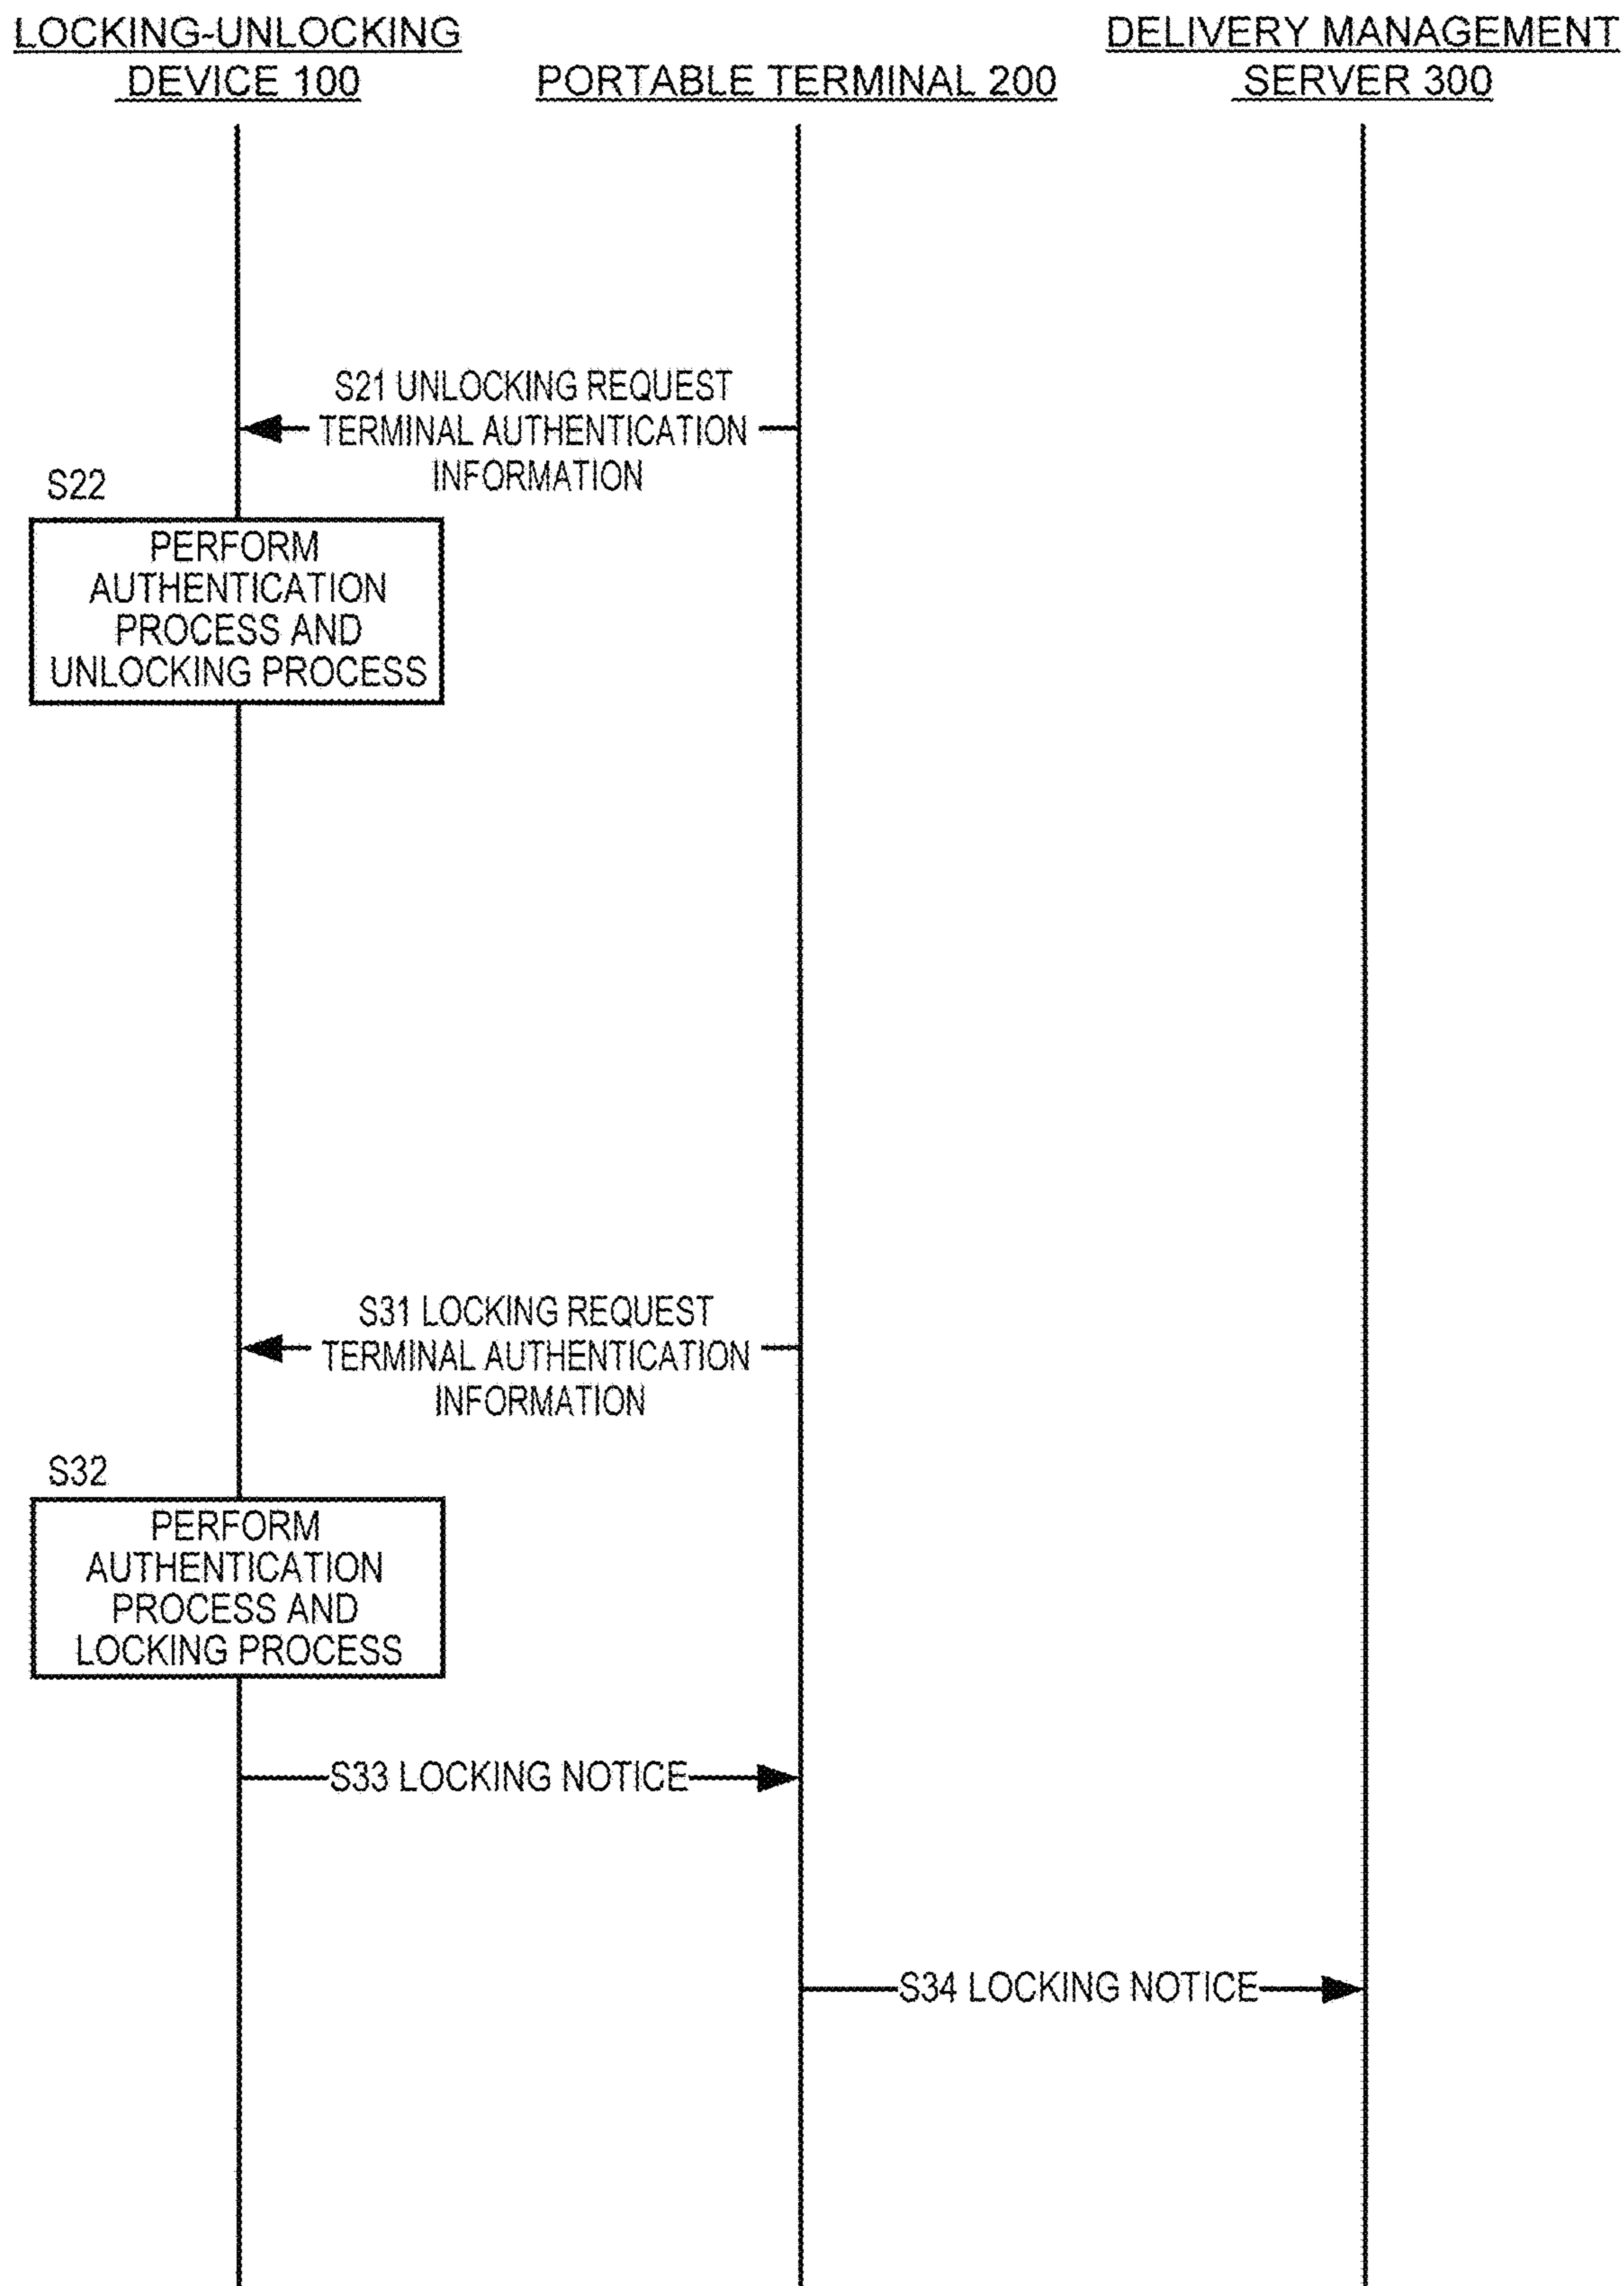 LOCKING-UNLOCKING
DEVICE 100
PORTABLE TERMINAL 200
DELIVERY MANAGEMENT
SERVER 300
S21 UNLOCKING REQUEST
TERMINAL AUTHENTICATION
INFORMATION
S22
PERFORM
AUTHENTICATION
PROCESS AND
UNLOCKING PROCESS
S31 LOCKING REQUEST
TERMINAL AUTHENTICATION
INFORMATION
S32
PERFORM
AUTHENTICATION
PROCESS AND
LOCKING PROCESS
S33 LOCKING NOTICE
S34 LOCKING NOTICE